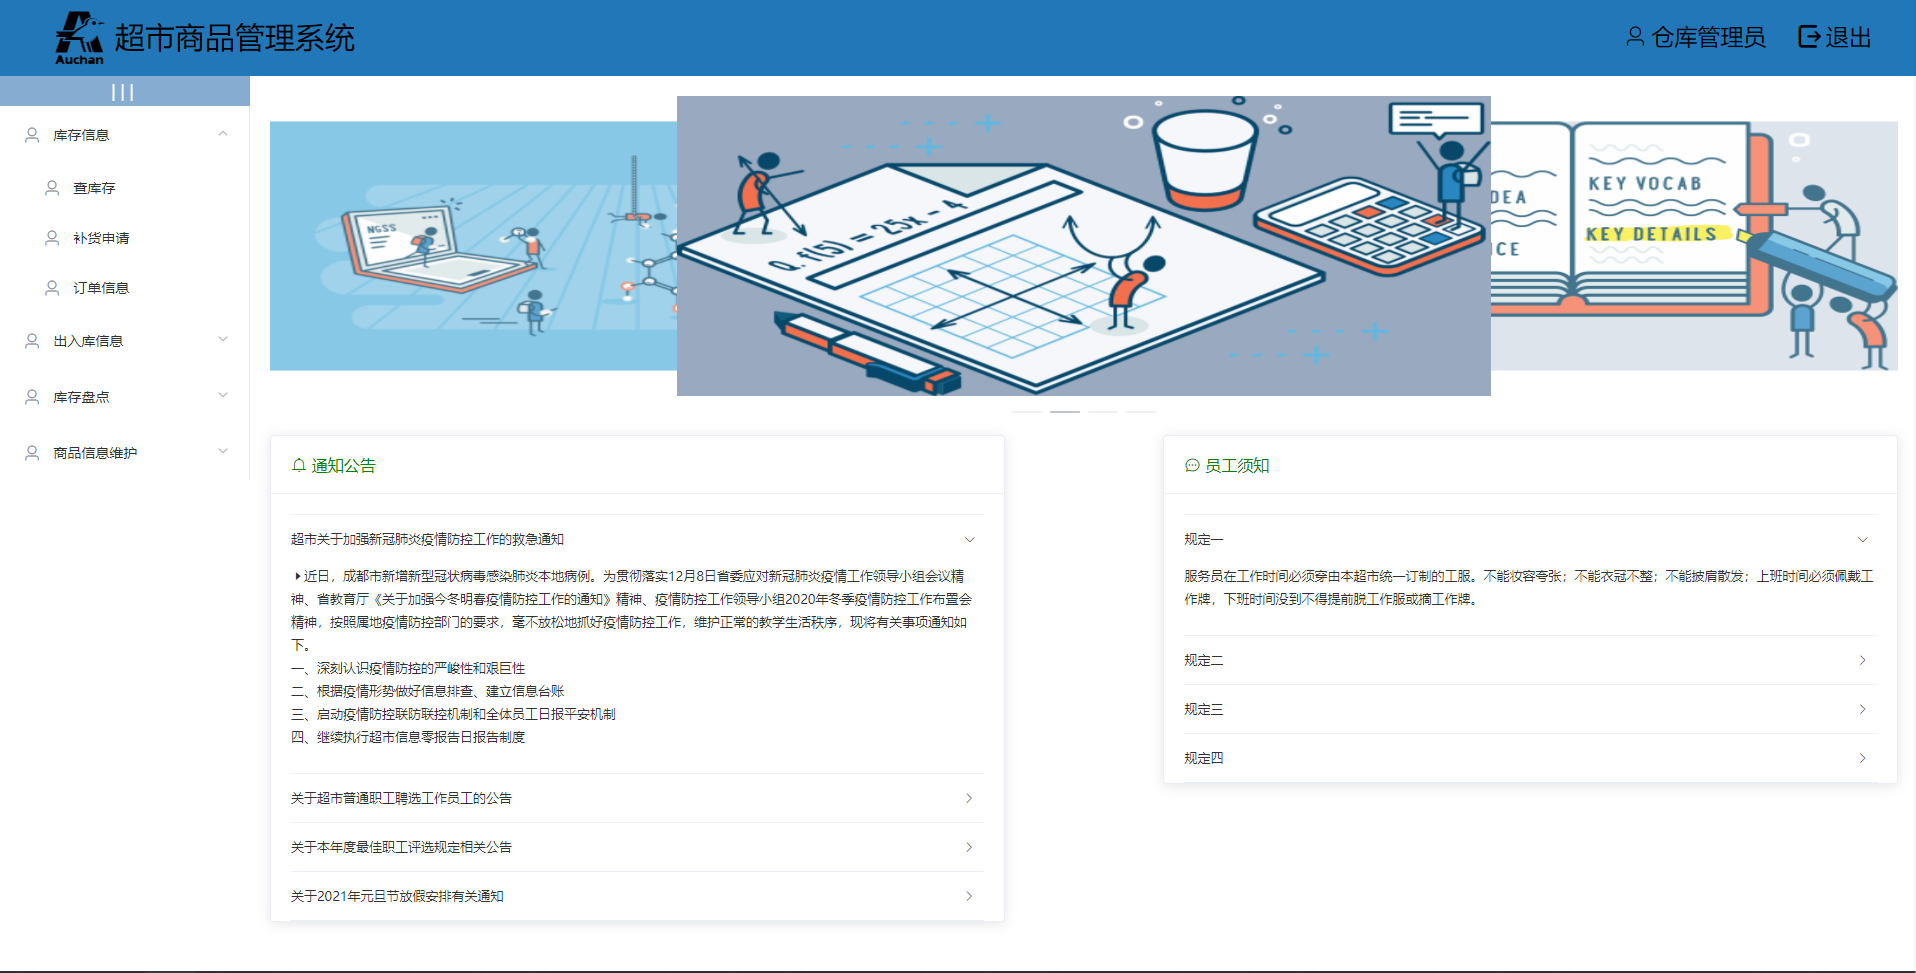 Auchan
超市商品管理系统
仓库管理员
退出
库存信息
查库存
补货申请
订单信息
出入库信息
库存盘点
商品信息维护
NGSS
Q. f(5) = 25x - 4
DEA
CE
KEY VOCAB
KEY DETAILS
通知公告
超市关于加强新冠肺炎疫情防控工作的救急通知
近日，成都市新增新型冠状病毒感染肺炎本地病例。为贯彻落实12月8日省委应对新冠肺炎疫情工作领导小组会议精
神、省教育厅《关于加强今冬明春疫情防控工作的通知》精神、疫情防控工作领导小组2020年冬季疫情防控工作布置会
精神，按照属地疫情防控部门的要求，毫不放松地抓好疫情防控工作，维护正常的教学生活秩序，现将有关事项通知如
下。
一、深刻认识疫情防控的严峻性和艰巨性
二、根据疫情形势做好信息排查、建立信息台账
三、启动疫情防控联防联控机制和全体员工日报平安机制
四、继续执行超市信息零报告日报告制度
关于超市普通职工聘选工作员工的公告
关于本年度最佳职工评选规定相关公告
关于2021年元旦节放假安排有关通知
员工须知
规定一
服务员在工作时间必须穿由本超市统一订制的工服。不能妆容夸张；不能衣冠不整；不能披肩散发；上班时间必须佩戴工
作牌，下班时间没到不得提前脱工作服或摘工作牌。
规定二
规定三
规定四